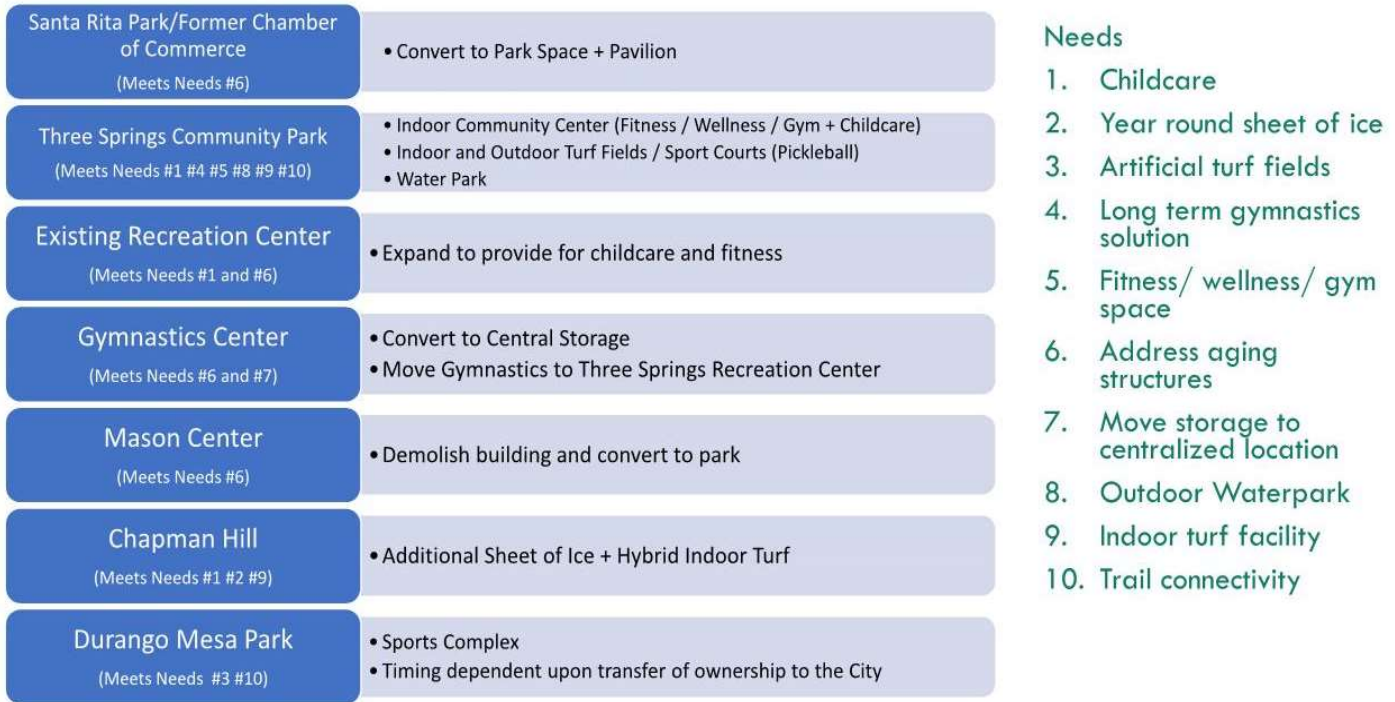 Santa Rita Park/Former Chamber
of Commerce
(Meets Needs #6)
• Convert to Park Space + Pavilion
Three Springs Community Park
(Meets Needs #1 #4 #5 #8 #9 #10)
• Indoor Community Center (Fitness / Wellness / Gym + Childcare)
• Indoor and Outdoor Turf Fields / Sport Courts (Pickleball)
• Water Park
Existing Recreation Center
(Meets Needs #1 and #6)
• Expand to provide for childcare and fitness
Gymnastics Center
(Meets Needs #6 and #7)
• Convert to Central Storage
• Move Gymnastics to Three Springs Recreation Center
Mason Center
(Meets Needs #6)
• Demolish building and convert to park
Chapman Hill
(Meets Needs #1 #2 #9)
• Additional Sheet of Ice + Hybrid Indoor Turf
Durango Mesa Park
(Meets Needs #3 #10)
• Sports Complex
• Timing dependent upon transfer of ownership to the City
Needs
1. Childcare
2. Year round sheet of ice
3. Artificial turf fields
4. Long term gymnastics
solution
5. Fitness/ wellness/ gym
space
6. Address aging
structures
7. Move storage to
centralized location
8. Outdoor Waterpark
9. Indoor turf facility
10. Trail connectivity